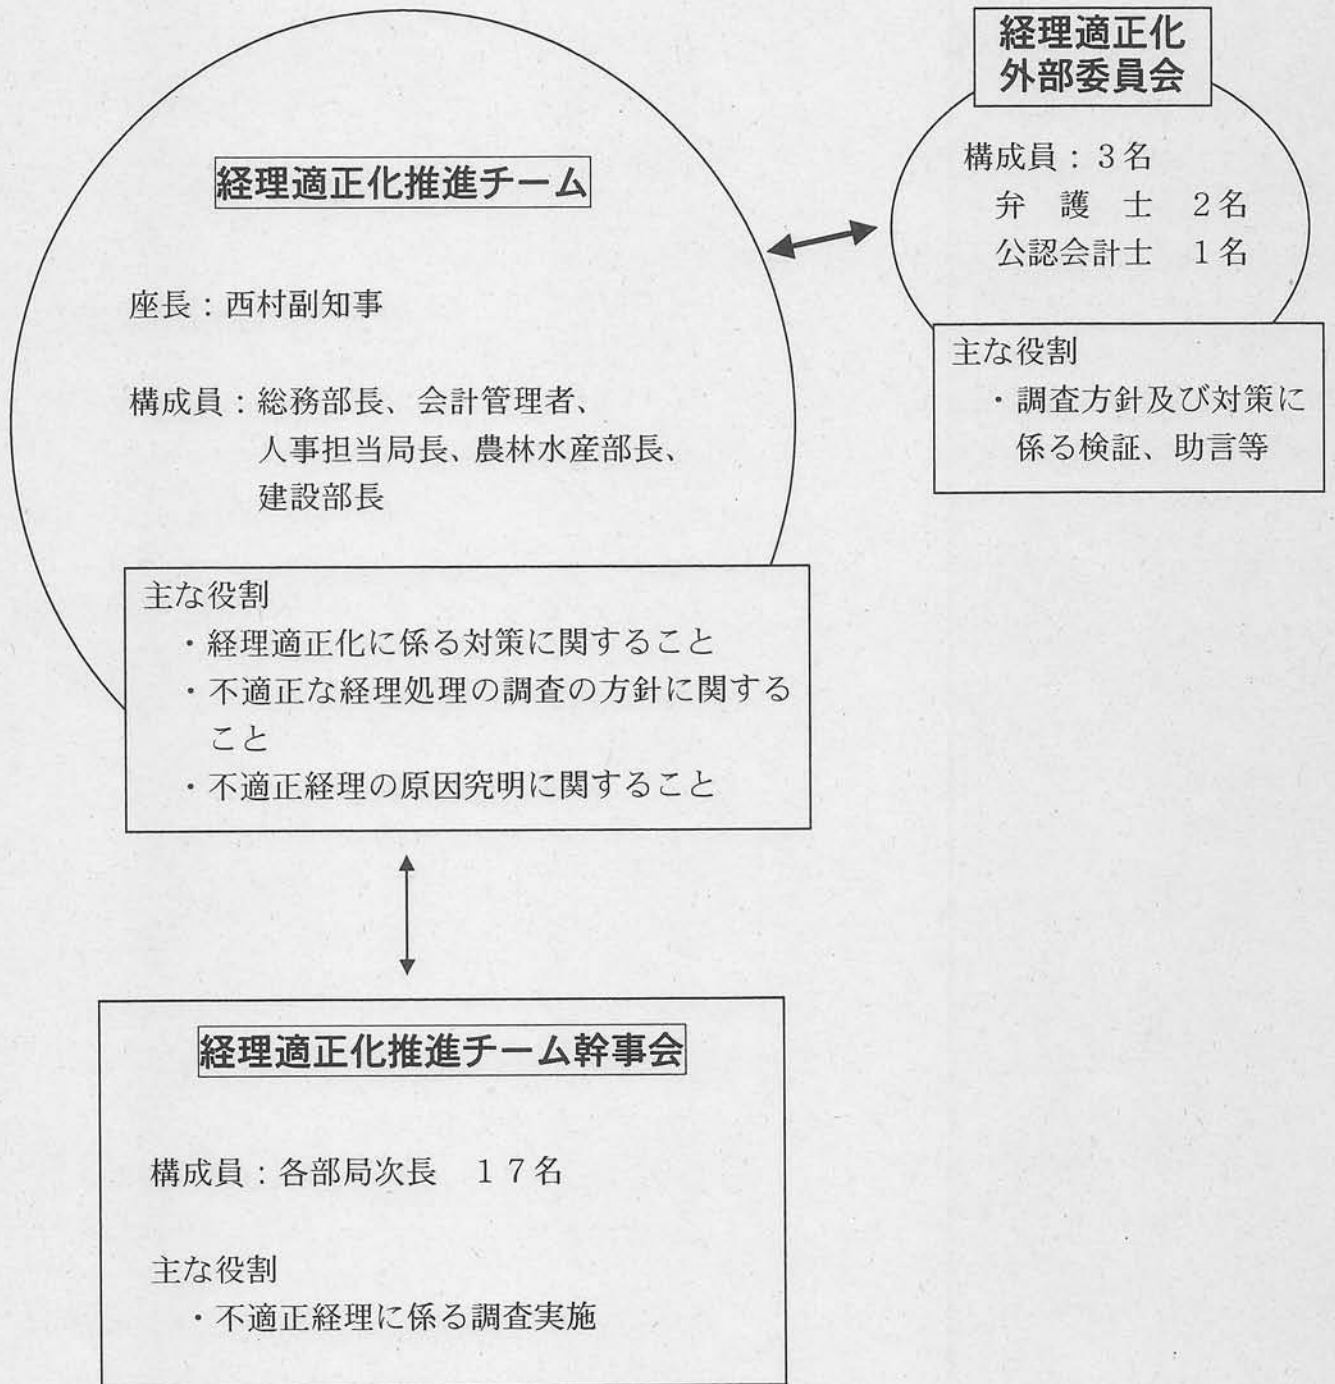 経理適正化推進チーム
座長：西村副知事
構成員：総務部長、会計管理者、
人事担当局長、農林水産部長、
建設部長
主な役割
・経理適正化に係る対策に関すること
・不適正な経理処理の調査の方針に関する
こと
・不適正経理の原因究明に関すること
経理適正化
外部委員会
構成員：３名
弁　護　士　２名
公認会計士　１名
主な役割
・調査方針及び対策に
係る検証、助言等
経理適正化推進チーム幹事会
構成員：各部局次長　１７名
主な役割
・不適正経理に係る調査実施